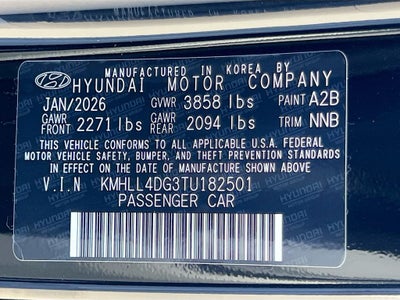 MANUFACTURED IN KOREA BY
HYUNDAI MOTOR COMPANY
JAN/2026 GVWR 3858 lbs PAINT A2B
GAWR FRONT 2271 lbs GAWR REAR 2094 lbs TRIM NNB
THIS VEHICLE CONFORMS TO ALL APPLICABLE U.S.A. FEDERAL
MOTOR VEHICLE SAFETY, BUMPER, AND THEFT PREVENTION STANDARDS
IN EFFECT ON THE DATE OF MANUFACTURE SHOWN ABOVE.
V.I.N KMHLL4DG3TU182501
PASSENGER CAR